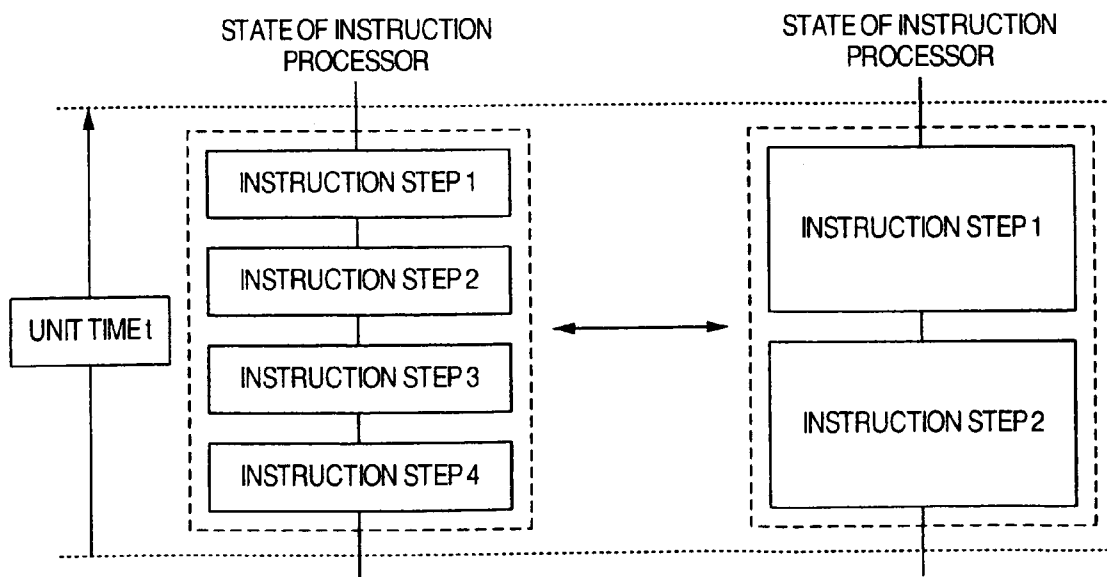 STATE OF INSTRUCTION
PROCESSOR
INSTRUCTION STEP 1
INSTRUCTION STEP 2
INSTRUCTION STEP 3
INSTRUCTION STEP 4
UNIT TIME t
STATE OF INSTRUCTION
PROCESSOR
INSTRUCTION STEP 1
INSTRUCTION STEP 2